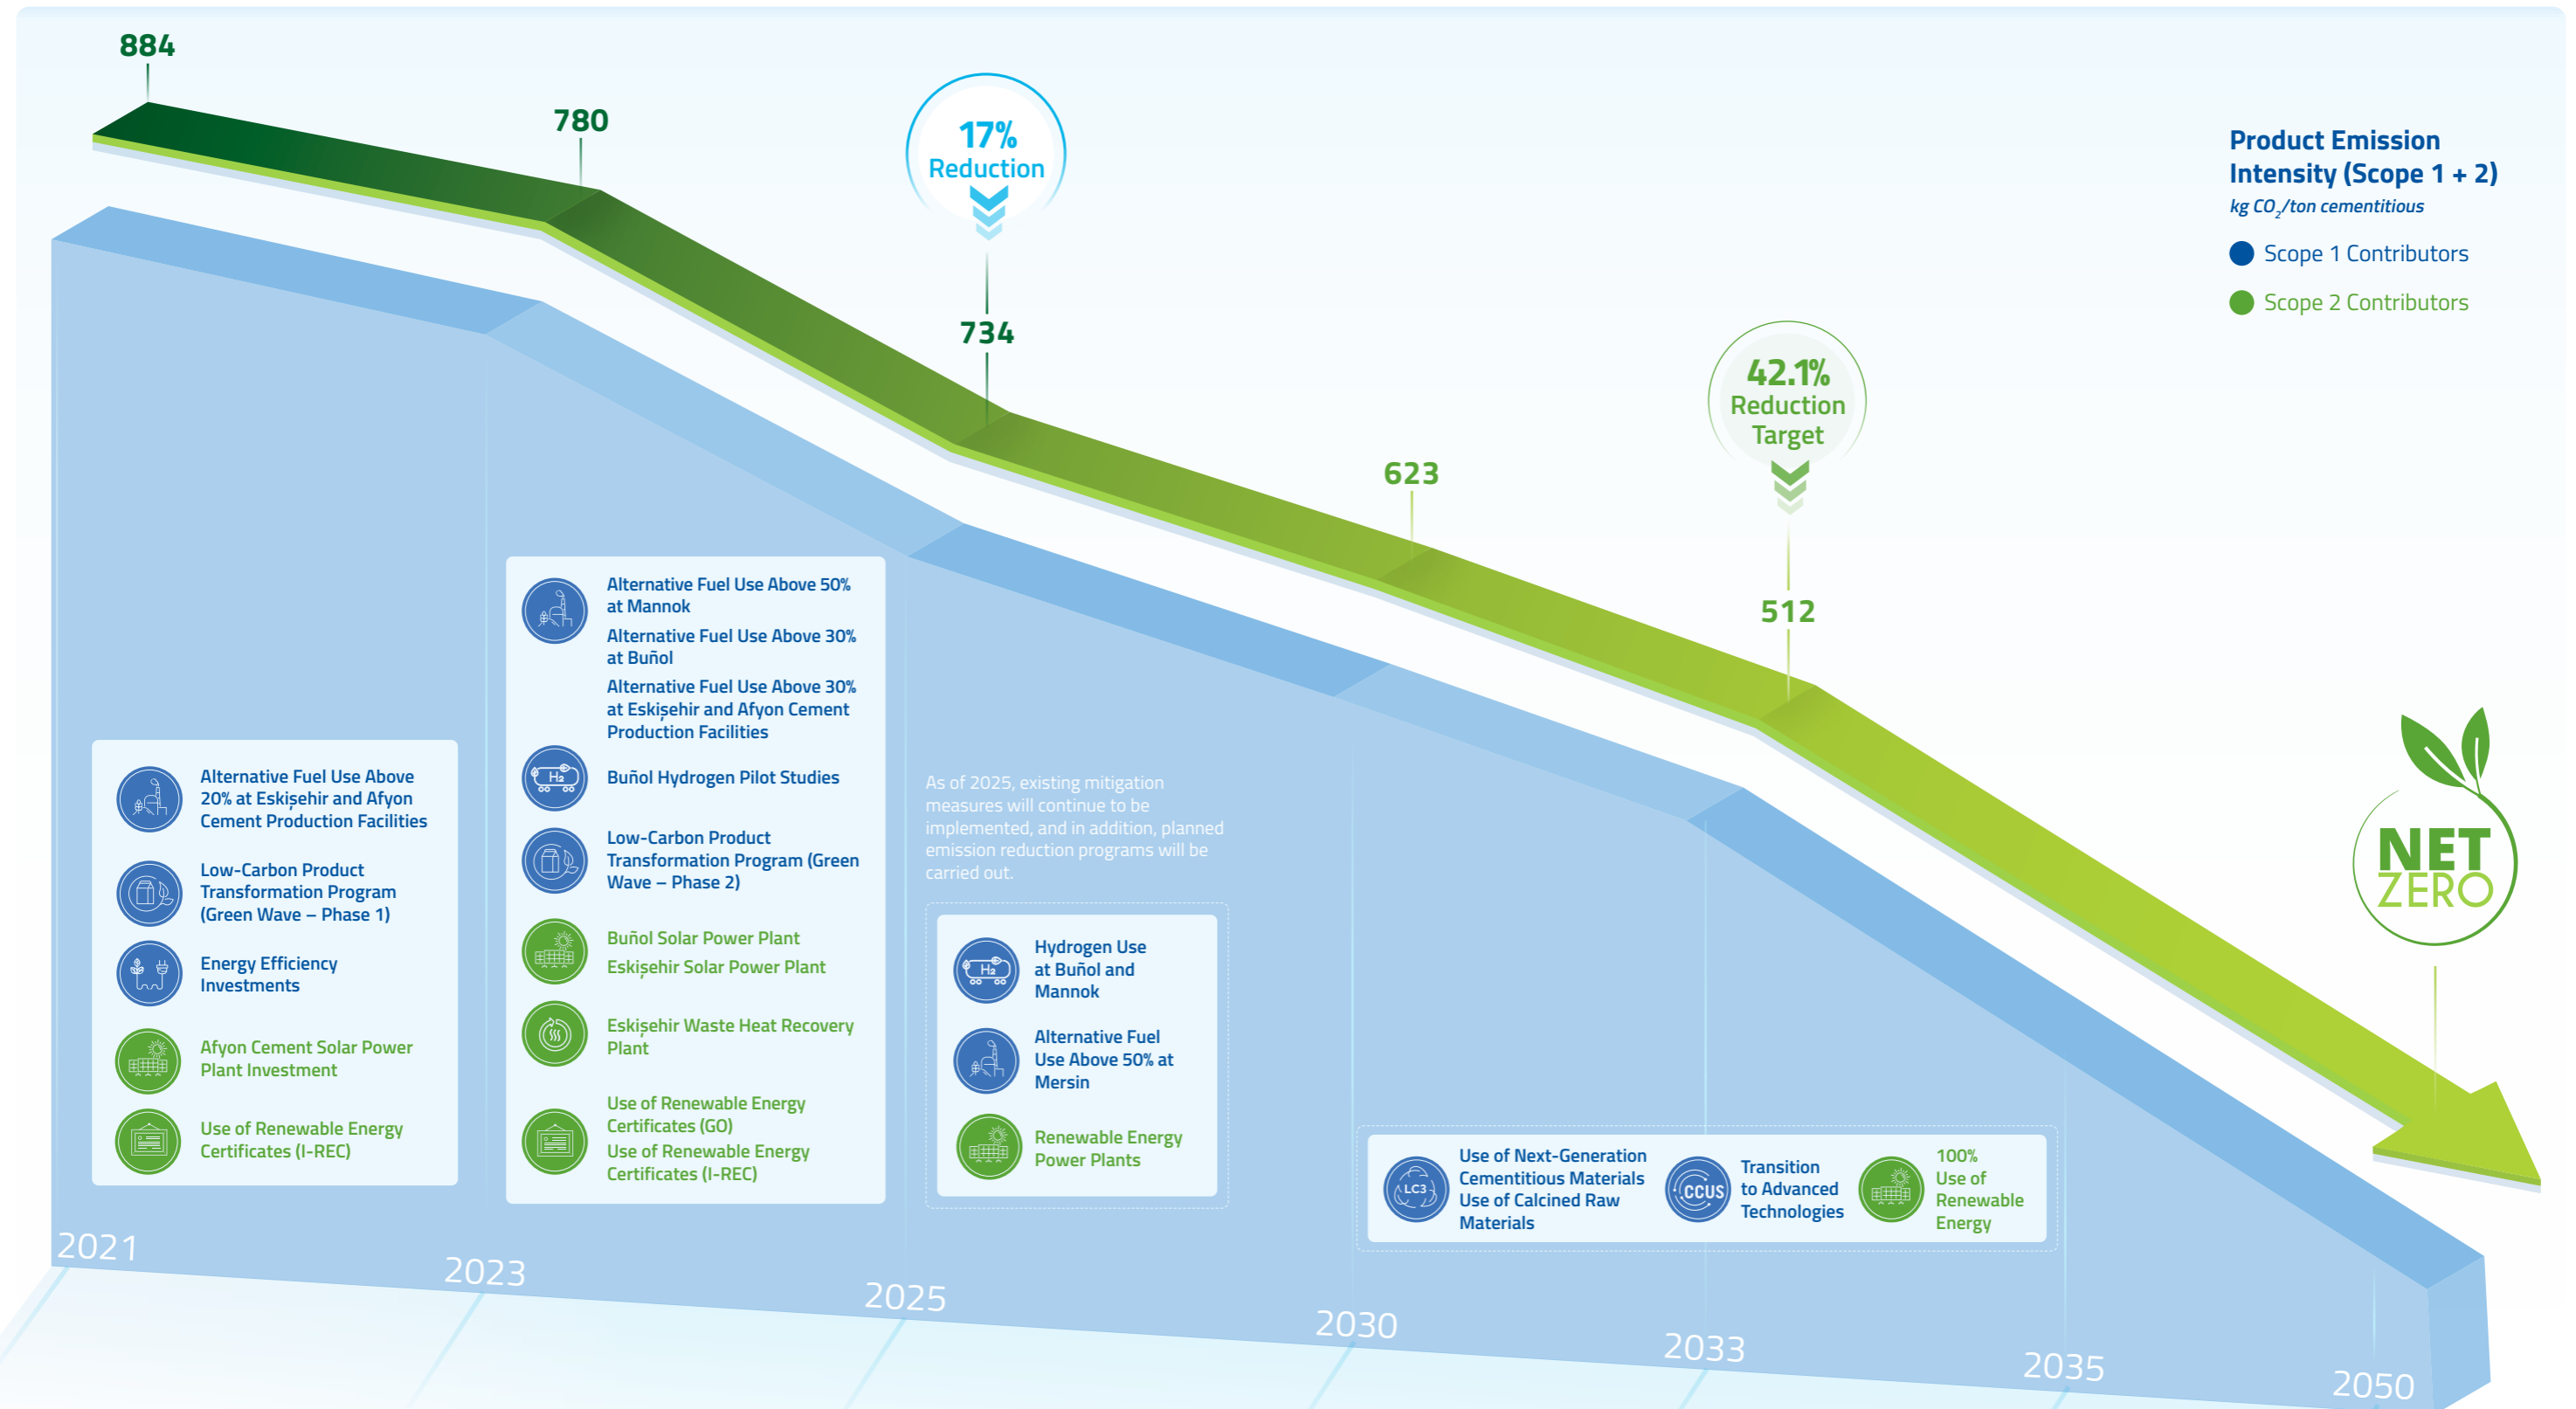 884
780
17%
Reduction
734
623
42.1%
Reduction
Target
512
Product Emission
Intensity (Scope 1 + 2)
kg CO₂/ton cementitious
Scope 1 Contributors
Scope 2 Contributors
NET
ZERO
Alternative Fuel Use Above
20% at Eskişehir and Afyon
Cement Production Facilities
Low-Carbon Product
Transformation Program
(Green Wave – Phase 1)
Energy Efficiency
Investments
Afyon Cement Solar Power
Plant Investment
Use of Renewable Energy
Certificates (I-REC)
Alternative Fuel Use Above 50%
at Mannok
Alternative Fuel Use Above 30%
at Buñol
Alternative Fuel Use Above 30%
at Eskişehir and Afyon Cement
Production Facilities
H₂
Buñol Hydrogen Pilot Studies
Low-Carbon Product
Transformation Program (Green
Wave – Phase 2)
Buñol Solar Power Plant
Eskişehir Solar Power Plant
Eskişehir Waste Heat Recovery
Plant
Use of Renewable Energy
Certificates (GO)
Use of Renewable Energy
Certificates (I-REC)
As of 2025, existing mitigation
measures will continue to be
implemented, and in addition, planned
emission reduction programs will be
carried out.
H₂
Hydrogen Use
at Buñol and
Mannok
Alternative Fuel
Use Above 50% at
Mersin
Renewable Energy
Power Plants
LC3
Use of Next-Generation
Cementitious Materials
Use of Calcined Raw
Materials
CCUS
Transition
to Advanced
Technologies
100%
Use of
Renewable
Energy
2021
2023
2025
2030
2033
2035
2050